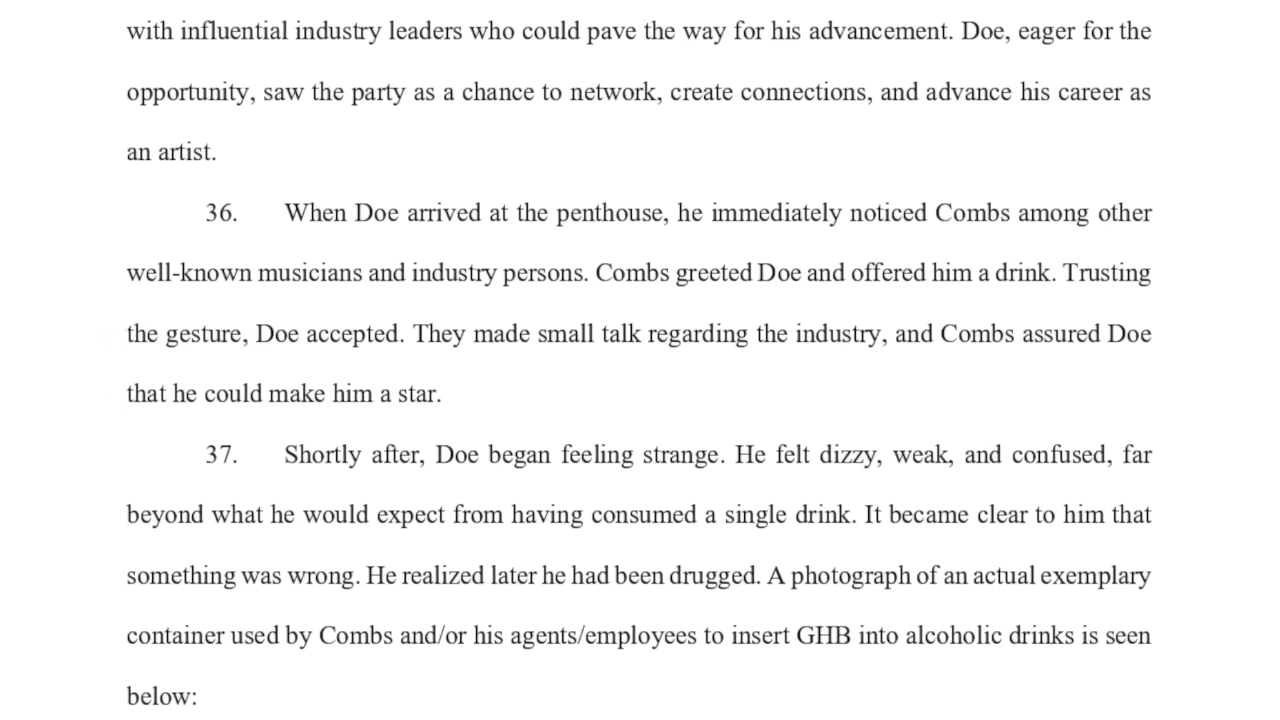 with influential industry leaders who could pave the way for his advancement. Doe, eager for the
opportunity, saw the party as a chance to network, create connections, and advance his career as
an artist.
36. When Doe arrived at the penthouse, he immediately noticed Combs among other
well-known musicians and industry persons. Combs greeted Doe and offered him a drink. Trusting
the gesture, Doe accepted. They made small talk regarding the industry, and Combs assured Doe
that he could make him a star.
37. Shortly after, Doe began feeling strange. He felt dizzy, weak, and confused, far
beyond what he would expect from having consumed a single drink. It became clear to him that
something was wrong. He realized later he had been drugged. A photograph of an actual exemplary
container used by Combs and/or his agents/employees to insert GHB into alcoholic drinks is seen
below: